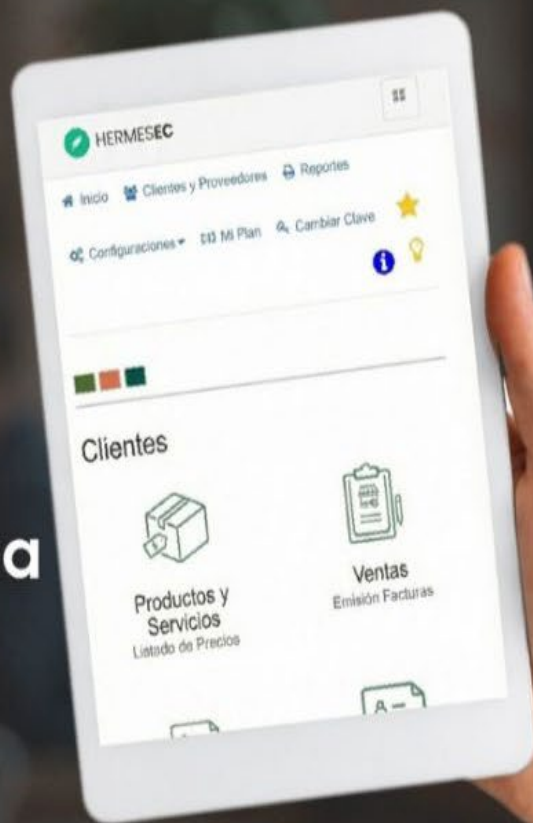 HERMESEC
Inicio Clientes y Proveedores Reportes
Configuraciones Mi Plan Cambiar Clave
Clientes
a
Productos y
Servicios
Listado de Precios
Ventas
Emisión Facturas